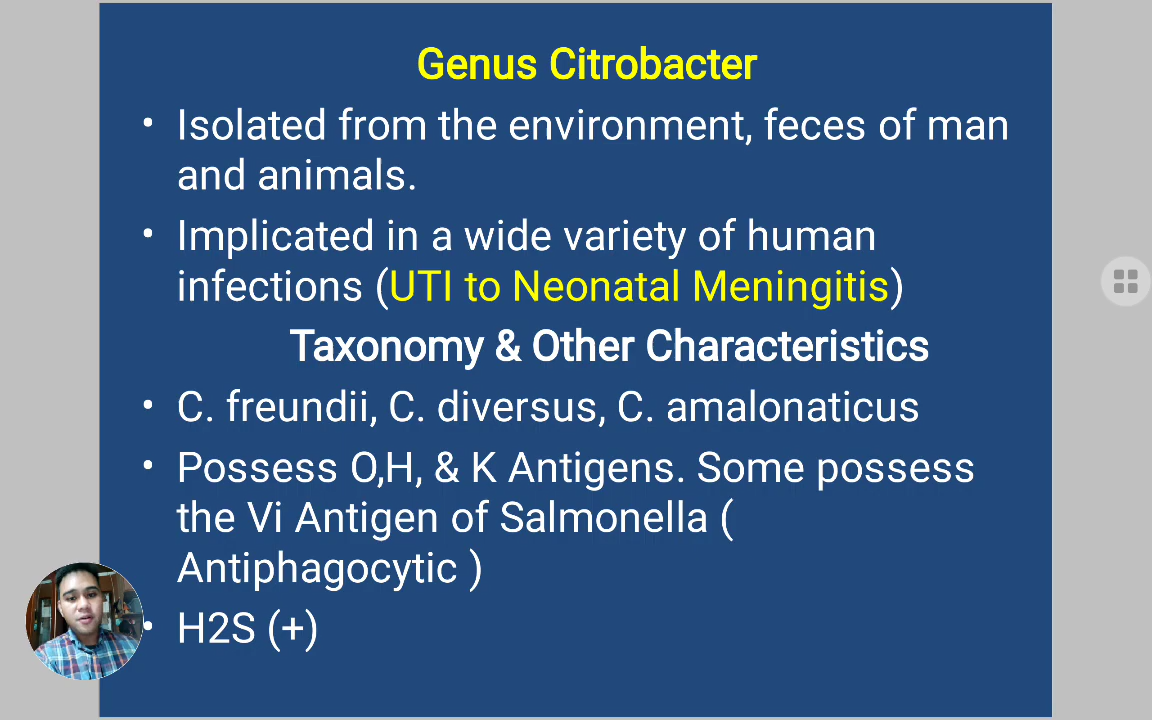 Genus Citrobacter
• Isolated from the environment, feces of man
and animals.
• Implicated in a wide variety of human
infections (UTI to Neonatal Meningitis)
Taxonomy & Other Characteristics
• C. freundii, C. diversus, C. amalonaticus
• Possess O,H, & K Antigens. Some possess
the Vi Antigen of Salmonella (
Antiphagocytic )
• H2S (+)